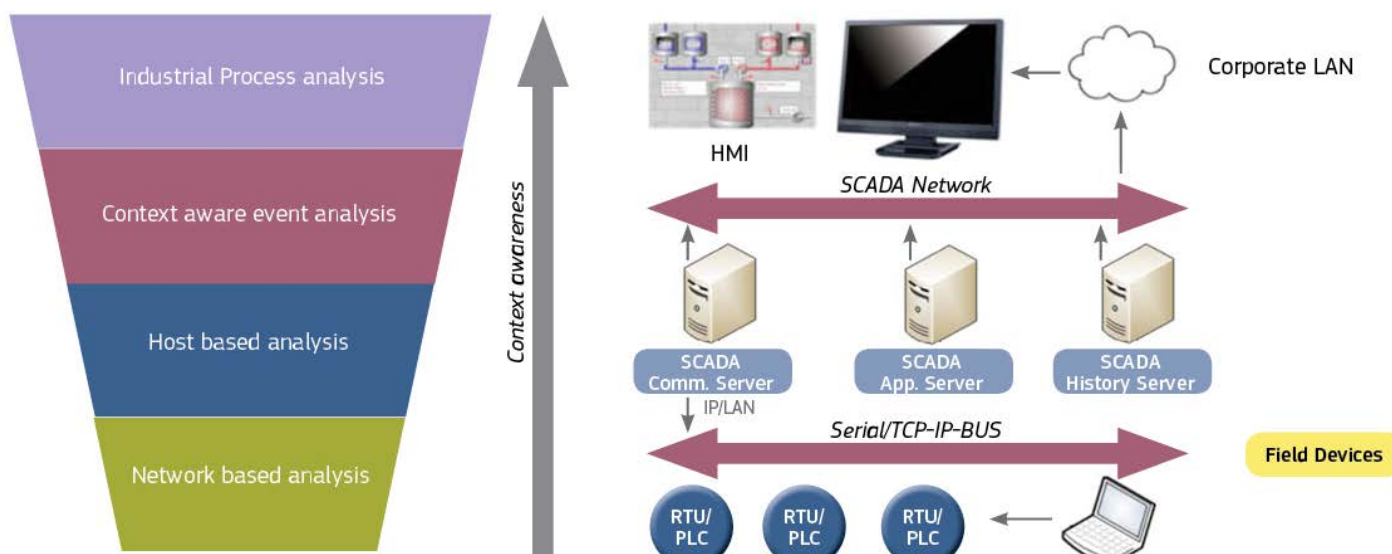 Industrial Process analysis
Context aware event analysis
Host based analysis
Network based analysis
Context awareness
HMI
Corporate LAN
SCADA Network
SCADA
Comm. Server
SCADA
App. Server
SCADA
History Server
IP/LAN
Serial/TCP-IP-BUS
Field Devices
RTU/
PLC
RTU/
PLC
RTU/
PLC